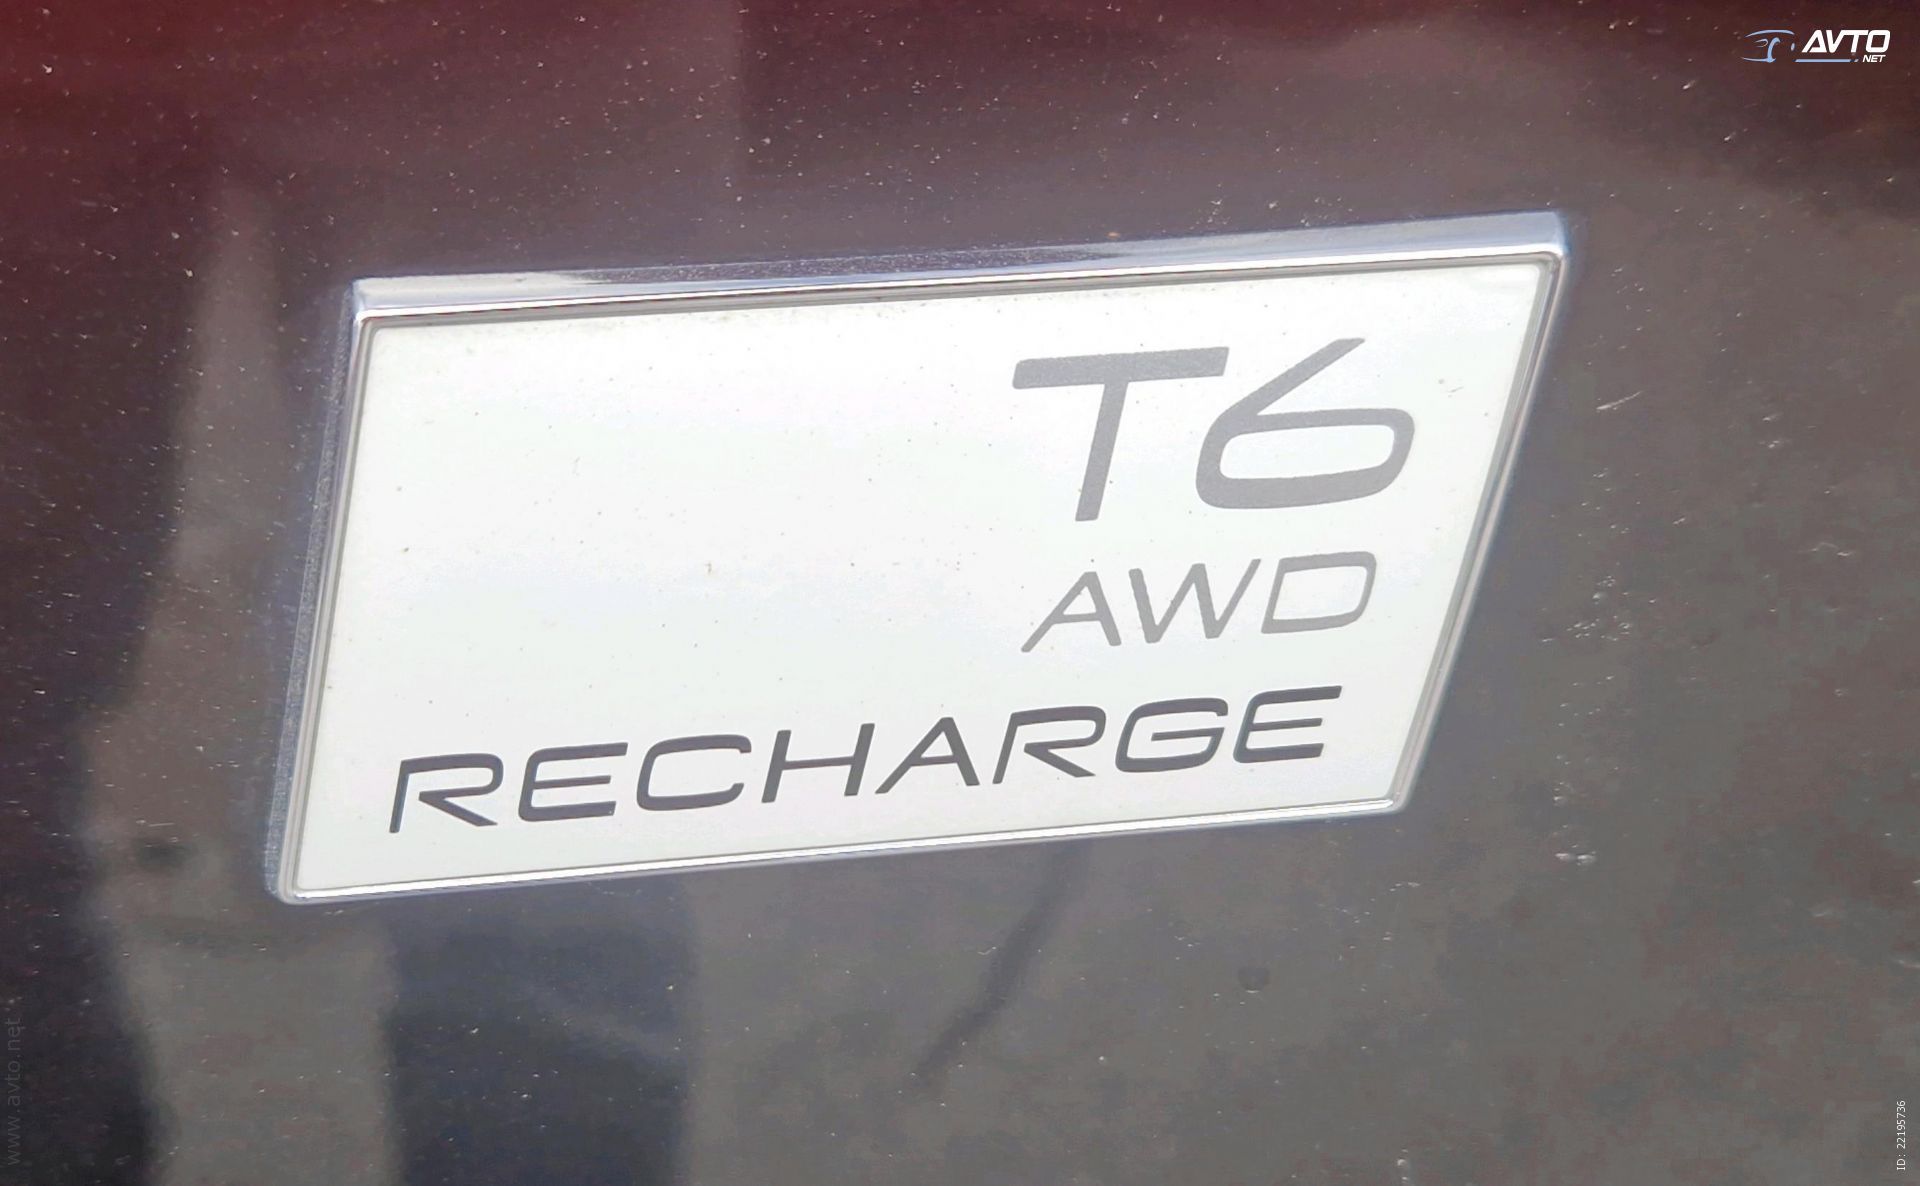 AVTO
.NET
T6
AWD
RECHARGE
www.avto.net
ID: 22195736